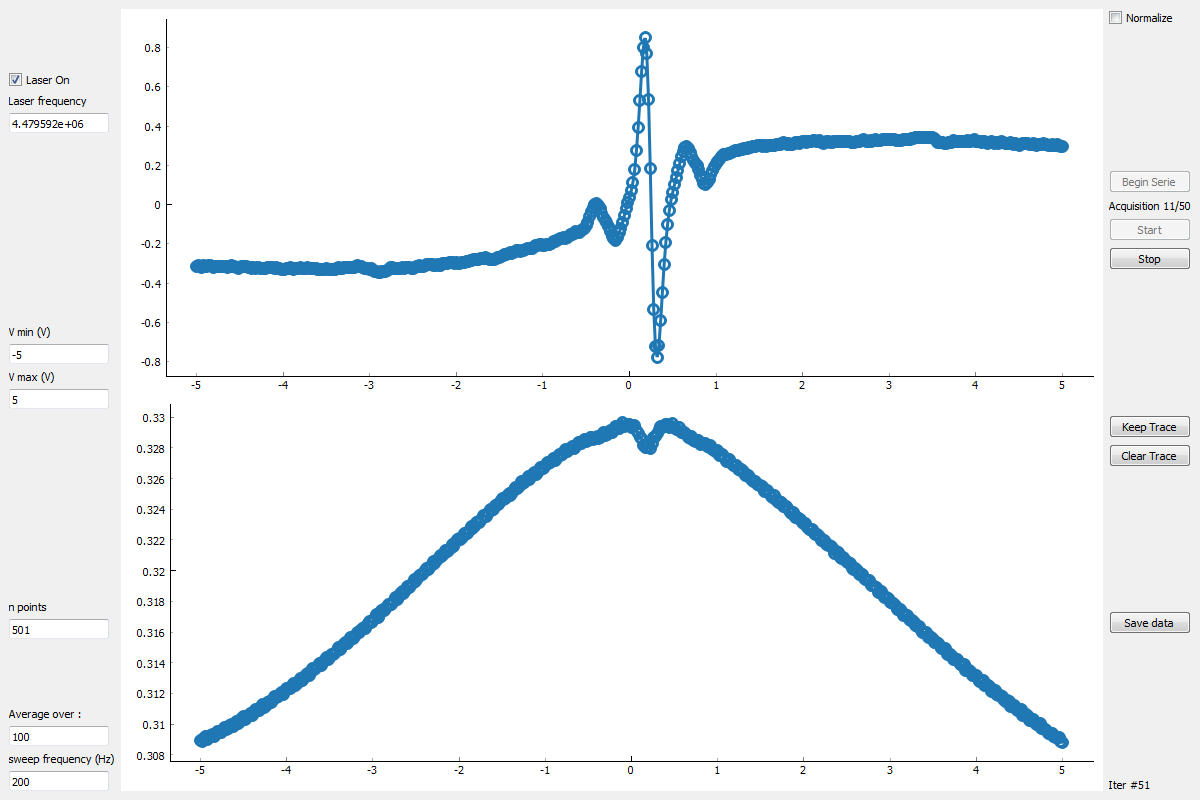 Laser On
Laser frequency
4.479592e+06
V min (V)
-5
V max (V)
5
n points
501
Average over :
100
sweep frequency (Hz)
200
0.8
0.6
0.4
0.2
0
-0.2
-0.4
-0.6
-0.8
-5 -4 -3 -2 -1 0 1 2 3 4 5
0.33
0.328
0.326
0.324
0.322
0.32
0.318
0.316
0.314
0.312
0.31
0.308
-5 -4 -3 -2 -1 0 1 2 3 4 5
Normalize
Begin Serie
Acquisition 11/50
Start
Stop
Keep Trace
Clear Trace
Save data
Iter #51